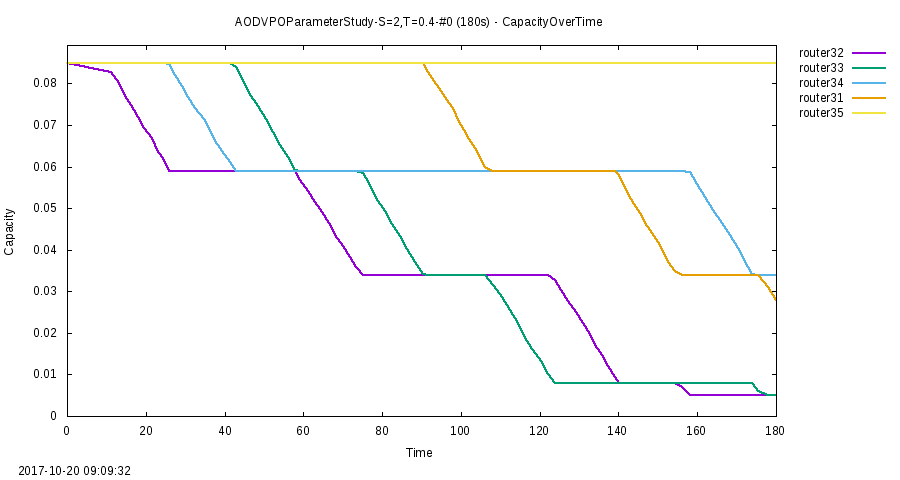 AODVPOParameterStudy-S=2,T=0.4-#0 (180s) - CapacityOverTime
router32
router33
router34
router31
router35
0.08
0.07
0.06
0.05
0.04
0.03
0.02
0.01
0
Capacity
0 20 40 60 80 100 120 140 160 180
Time
2017-10-20 09:09:32